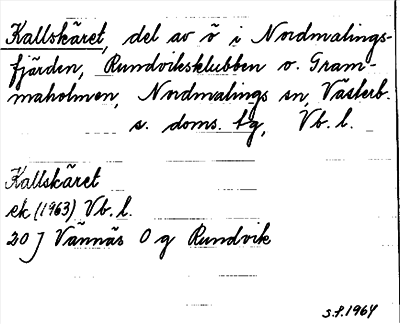 Kallskäret, del av ö i Nordmalings-
fjärden, Rundviksklubben o. Gram-
maholmen, Nordmalings sn, Västerb.
s. doms. tg, Vb. l.
Kallskäret
ek (1963) Vb. l.
20 J Vännäs 0 g Rundvik
S.f. 1964